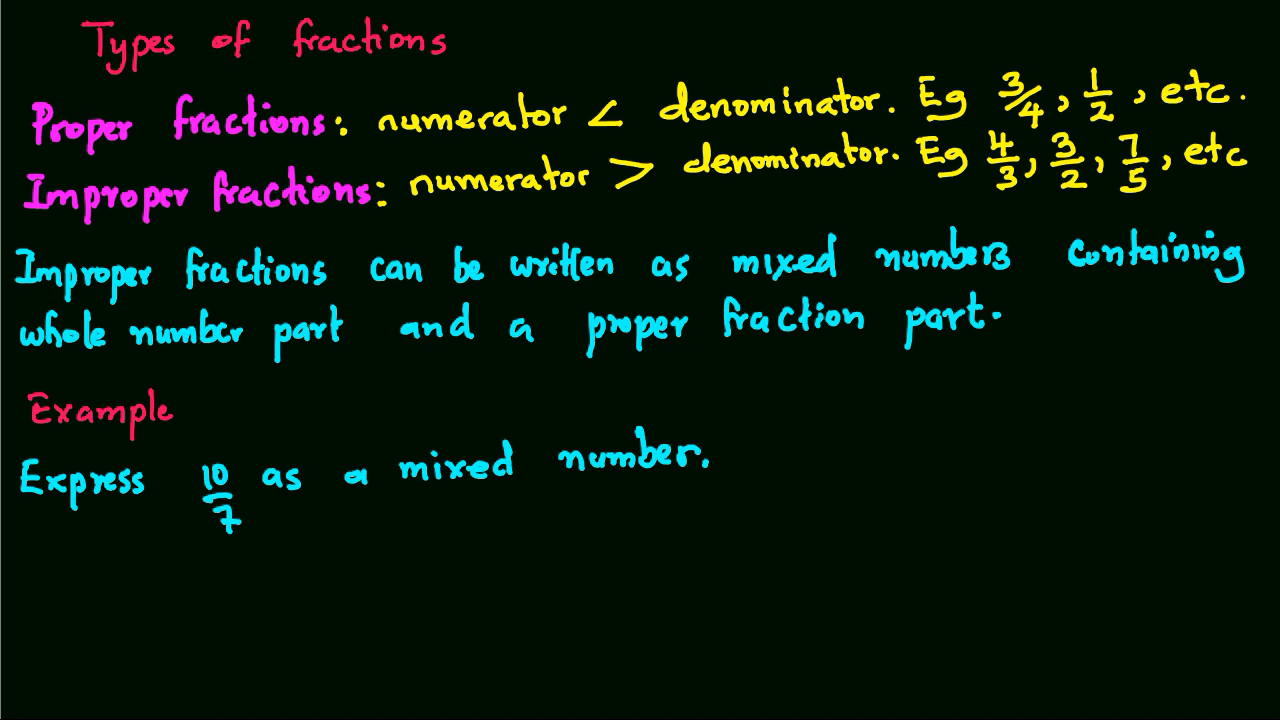 Types of fractions
Proper fractions: numerator < denominator. Eg 3/4, 1/2, etc.
Improper fractions: numerator > denominator. Eg 4/3, 3/2, 7/5, etc
Improper fractions can be written as mixed numbers containing
whole number part and a proper fraction part.
Example
Express 10/7 as a mixed number.